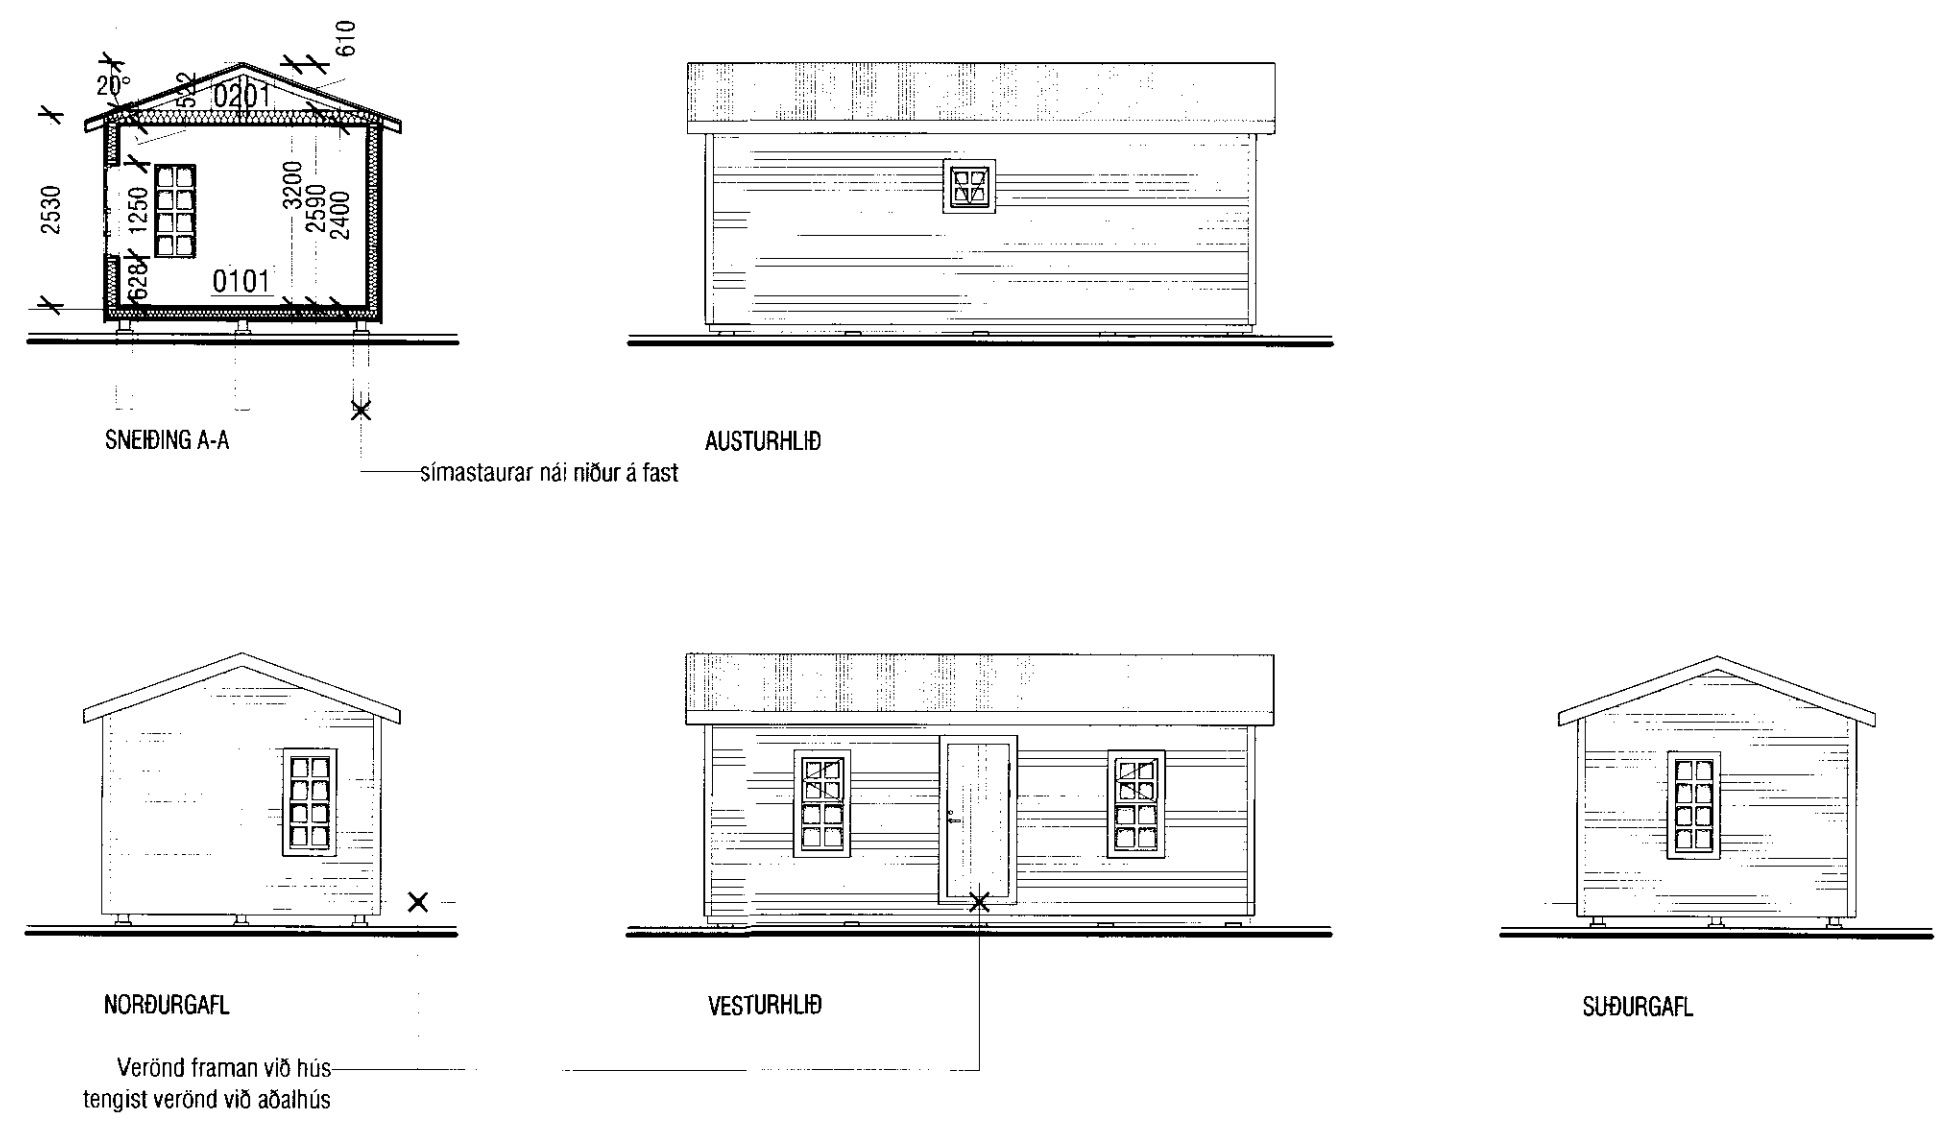 610
20°
522
0201
2530
1250
3200
2590
2400
628
0101
SNEIÐING A-A
AUSTURHLIÐ
símastaurar nái niður á fast
NORÐURGAFL
VESTURHLIÐ
SUÐURGAFL
Verönd framan við hús
tengist verönd við aðalhús